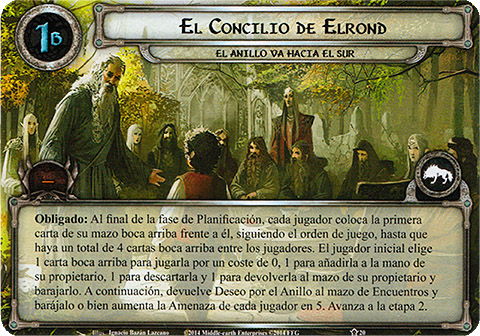 1B
El Concilio de Elrond
El Anillo va hacia el Sur
Obligado: Al final de la fase de Planificación, cada jugador coloca la primera
carta de su mazo boca arriba frente a él, siguiendo el orden de juego, hasta que
haya un total de 4 cartas boca arriba entre los jugadores. El jugador inicial elige
1 carta boca arriba para jugarla por un coste de 0, 1 para añadirla a la mano
de su propietario, 1 para descartarla y 1 para devolverla al mazo de su propietario y
barajarlo. A continuación, devuelve Deseo por el Anillo al mazo de Encuentros y
barájalo o bien aumenta la Amenaza de cada jugador en 5. Avanza a la etapa 2.
Illus. Ignacio Bazán Lazcano ©2014 Middle-earth Enterprises ©2014 FFG 20